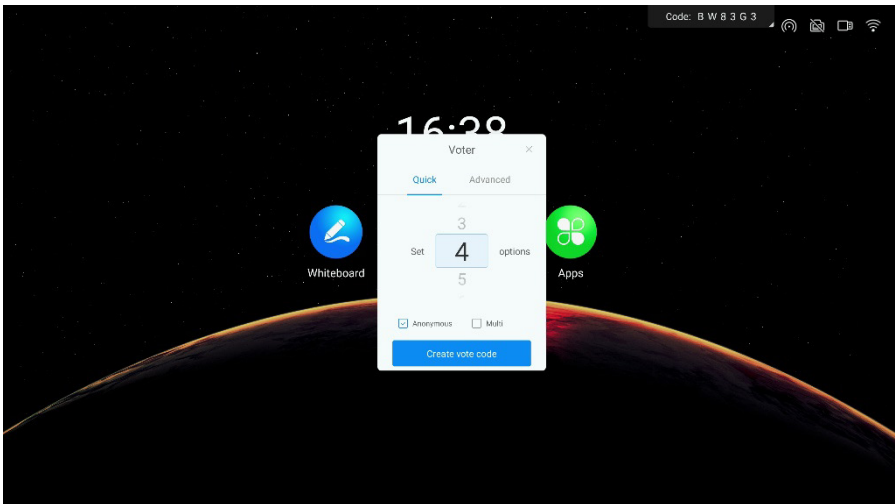 Code: B W 8 3 G 3
16:38
Voter
Quick Advanced
3
Set 4 options
5
Whiteboard
Apps
Anonymous Multi
Create vote code